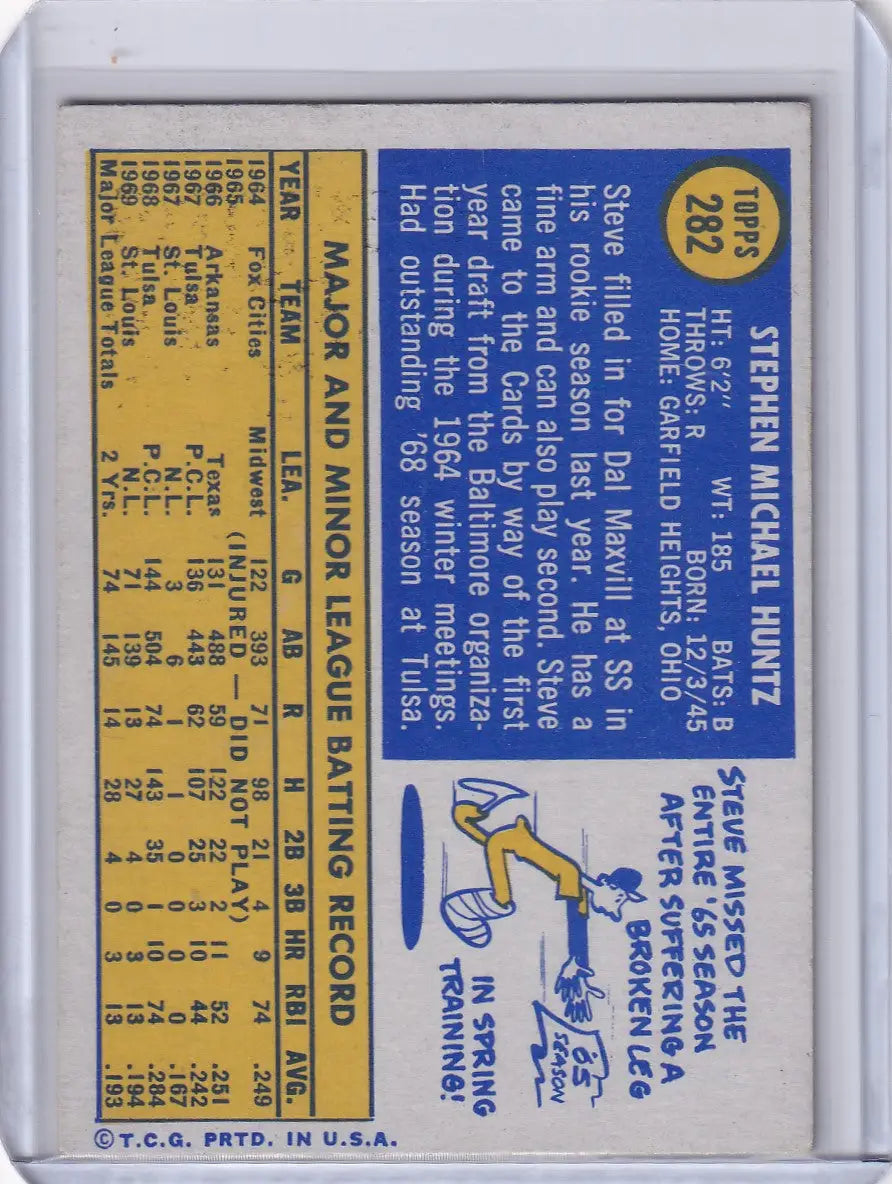 TOPPS
282
STEPHEN MICHAEL HUNTZ
HT: 6'2" WT: 185 BATS: B
THROWS: R BORN: 12/3/45
HOME: GARFIELD HEIGHTS, OHIO
Steve filled in for Dal Maxvill at SS in
his rookie season last year. He has a
fine arm and can also play second. Steve
came to the Cards by way of the first
year draft from the Baltimore organiza-
tion during the 1964 winter meetings.
Had outstanding '68 season at Tulsa.
STEVE MISSED THE
ENTIRE '65 SEASON
AFTER SUFFERING A
BROKEN LEG
IN SPRING
TRAINING!
'65
SEASON
MAJOR AND MINOR LEAGUE BATTING RECORD
YEAR TEAM LEA. G AB R H 2B 3B HR RBI AVG.
1964 Fox Cities Midwest 122 393 71 98 21 4 9 74 .249
1965 (INJURED — DID NOT PLAY)
1966 Arkansas Texas 131 488 59 122 22 2 11 52 .251
1967 Tulsa P.C.L. 136 443 62 107 25 3 10 44 .242
1967 St. Louis N.L. 3 6 1 1 0 0 0 0 .167
1968 Tulsa P.C.L. 144 504 74 143 35 1 10 74 .284
1969 St. Louis N.L. 71 139 13 27 4 0 3 13 .194
Major League Totals 2 Yrs. 74 145 14 28 4 0 3 13 .193
© T.C.G. PRTD. IN U.S.A.